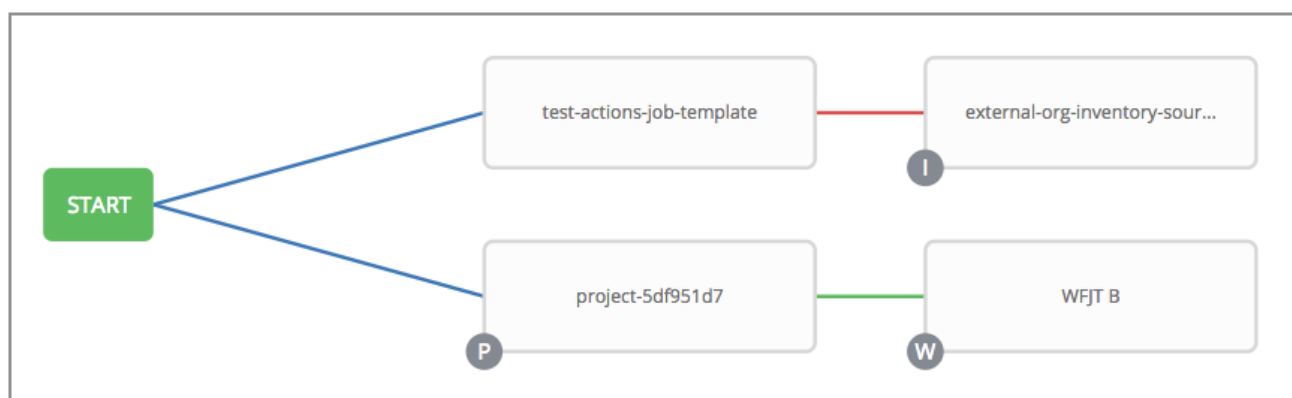 test-actions-job-template
external-org-inventory-sour...
I
START
project-5df951d7
WFJT B
P
W